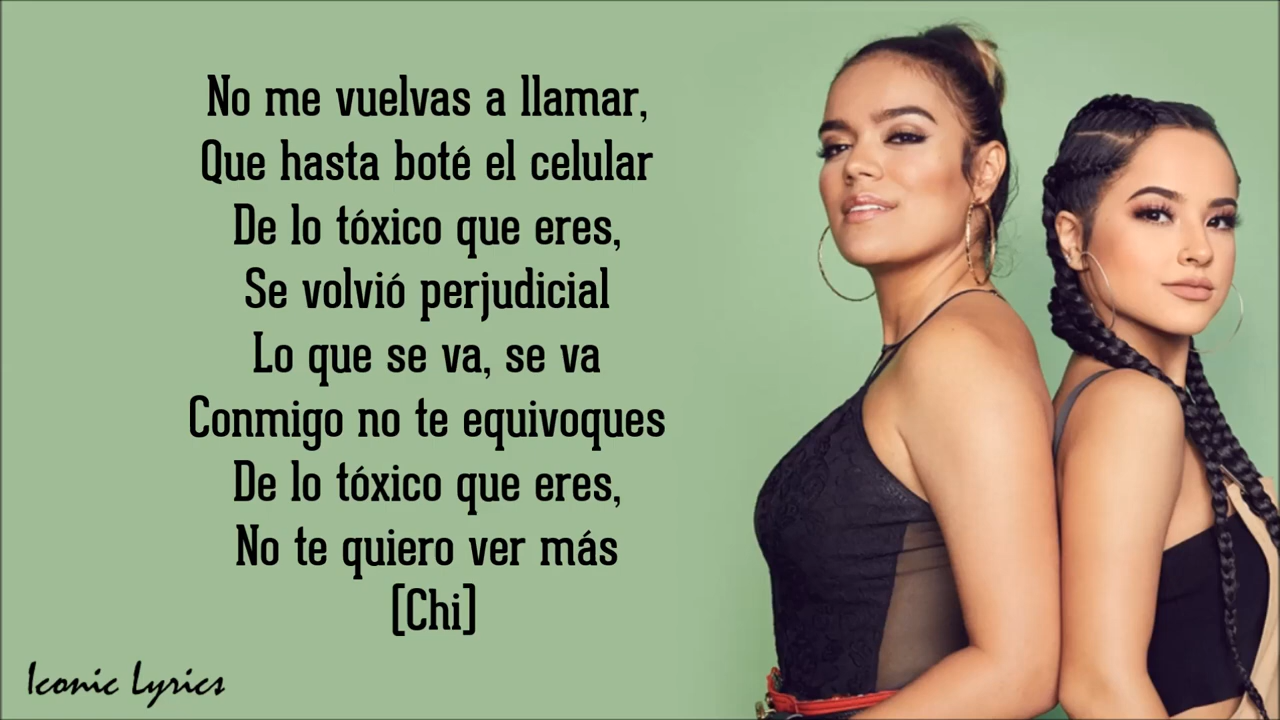 No me vuelvas a llamar,
Que hasta boté el celular
De lo tóxico que eres,
Se volvió perjudicial
Lo que se va, se va
Conmigo no te equivoques
De lo tóxico que eres,
No te quiero ver más
[Chi]
Iconic Lyrics